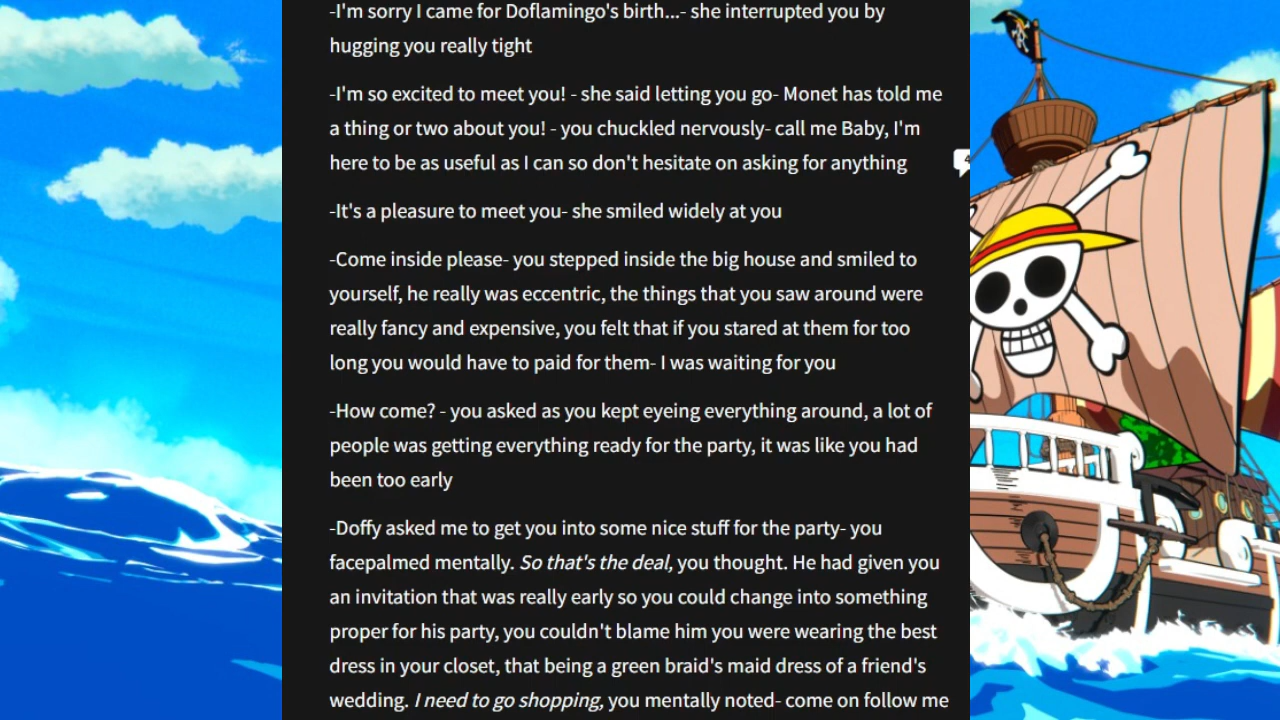 -I'm sorry I came for Doflamingo's birth...- she interrupted you by
hugging you really tight
-I'm so excited to meet you! - she said letting you go- Monet has told me
a thing or two about you! - you chuckled nervously- call me Baby, I'm
here to be as useful as I can so don't hesitate on asking for anything
4
-It's a pleasure to meet you- she smiled widely at you
-Come inside please- you stepped inside the big house and smiled to
yourself, he really was eccentric, the things that you saw around were
really fancy and expensive, you felt that if you stared at them for too
long you would have to paid for them- I was waiting for you
-How come? - you asked as you kept eyeing everything around, a lot of
people was getting everything ready for the party, it was like you had
been too early
-Doffy asked me to get you into some nice stuff for the party- you
facepalmed mentally. So that's the deal, you thought. He had given you
an invitation that was really early so you could change into something
proper for his party, you couldn't blame him you were wearing the best
dress in your closet, that being a green braid's maid dress of a friend's
wedding. I need to go shopping, you mentally noted- come on follow me